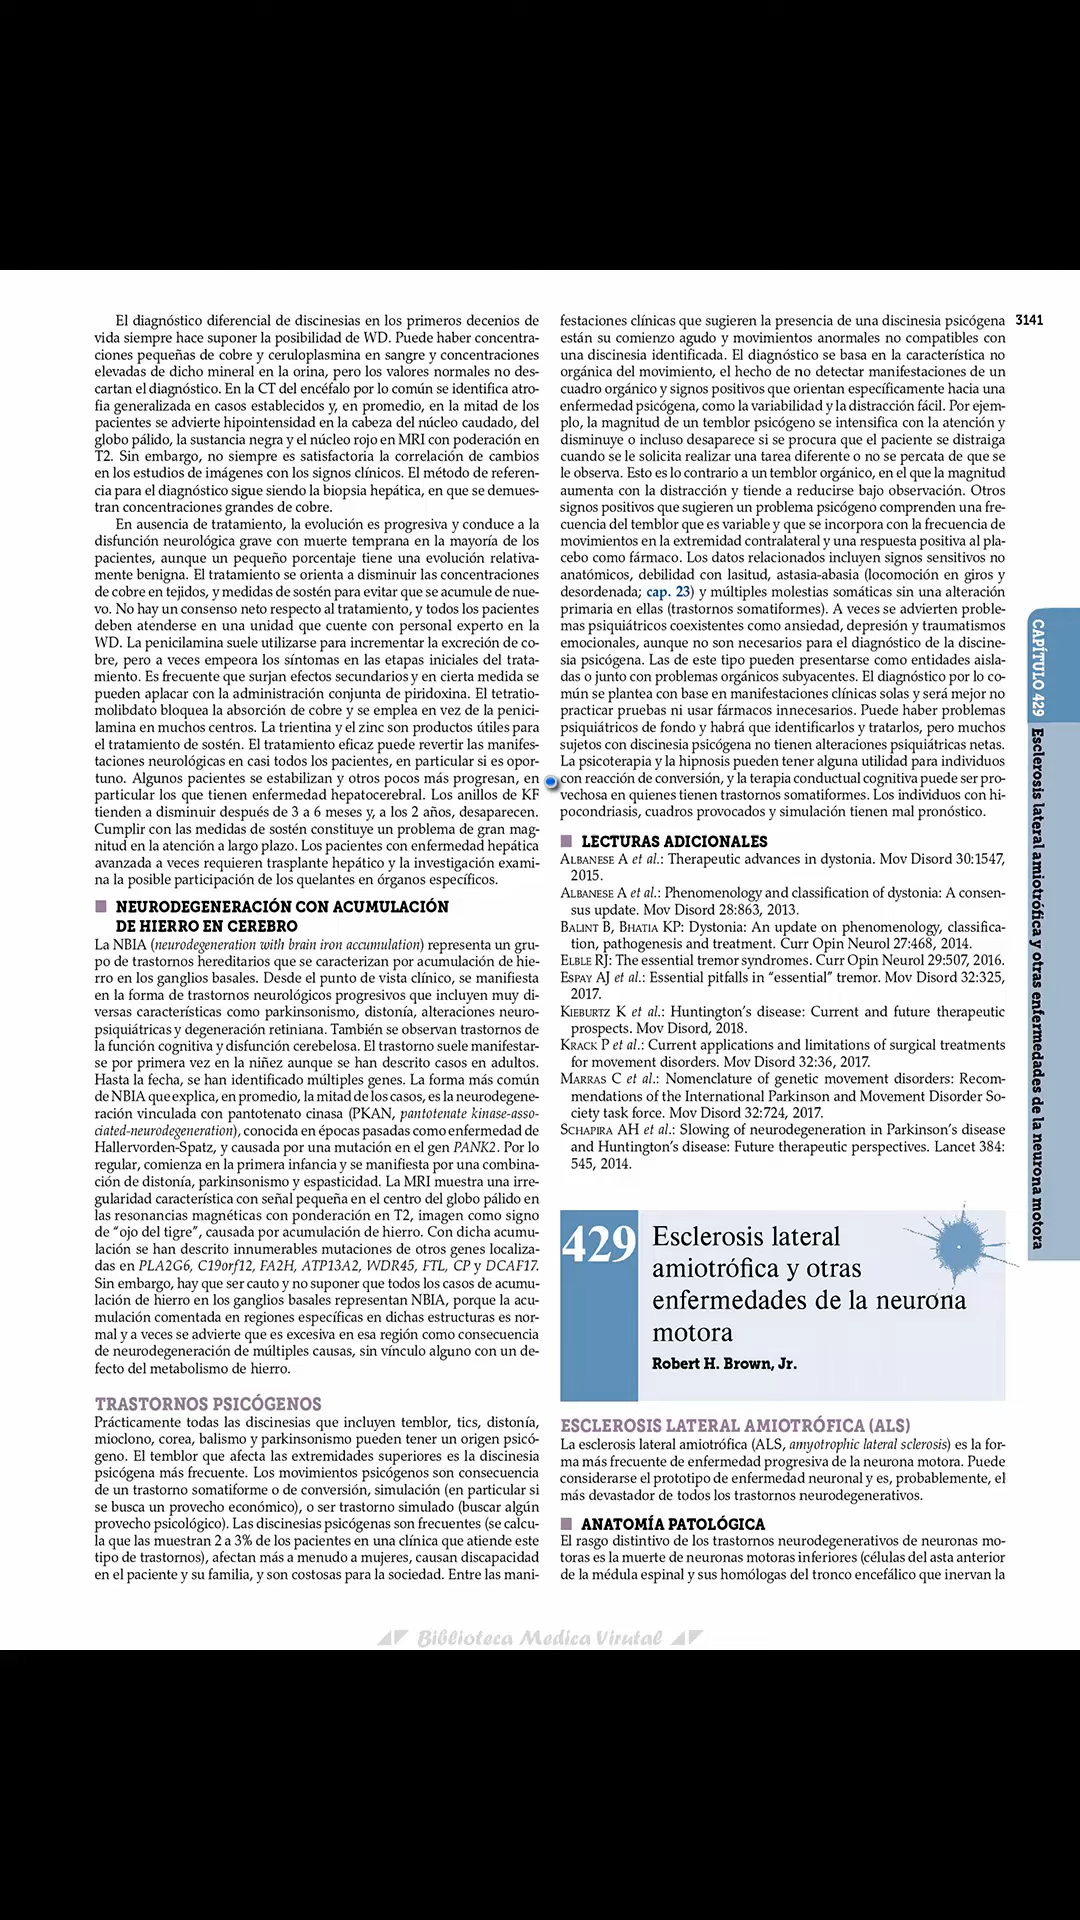 El diagnóstico diferencial de discinesias en los primeros decenios de
vida siempre hace suponer la posibilidad de WD. Puede haber concentra-
ciones pequeñas de cobre y ceruloplasmina en sangre y concentraciones
elevadas de dicho mineral en la orina, pero los valores normales no des-
cartan el diagnóstico. En la CT del encéfalo por lo común se identifica atro-
fia generalizada en casos establecidos y, en promedio, en la mitad de los
pacientes se advierte hipointensidad en la cabeza del núcleo caudado, del
globo pálido, la sustancia negra y el núcleo rojo en MRI con poderación en
T2. Sin embargo, no siempre es satisfactoria la correlación de cambios
en los estudios de imágenes con los signos clínicos. El método de referen-
cia para el diagnóstico sigue siendo la biopsia hepática, en que se demues-
tran concentraciones grandes de cobre.
En ausencia de tratamiento, la evolución es progresiva y conduce a la
disfunción neurológica grave con muerte temprana en la mayoría de los
pacientes, aunque un pequeño porcentaje tiene una evolución relativa-
mente benigna. El tratamiento se orienta a disminuir las concentraciones
de cobre en tejidos, y medidas de sostén para evitar que se acumule de nue-
vo. No hay un consenso neto respecto al tratamiento, y todos los pacientes
deben atenderse en una unidad que cuente con personal experto en la
WD. La penicilamina suele utilizarse para incrementar la excreción de co-
bre, pero a veces empeora los síntomas en las etapas iniciales del trata-
miento. Es frecuente que surjan efectos secundarios y en cierta medida se
pueden aplacar con la administración conjunta de piridoxina. El tetratio-
molibdato bloquea la absorción de cobre y se emplea en vez de la penici-
lamina en muchos centros. La trientina y el zinc son productos útiles para
el tratamiento de sostén. El tratamiento eficaz puede revertir las manifes-
taciones neurológicas en casi todos los pacientes, en particular si es opor-
tuno. Algunos pacientes se estabilizan y otros pocos más progresan, en
particular los que tienen enfermedad hepatocerebral. Los anillos de KF
tienden a disminuir después de 3 a 6 meses y, a los 2 años, desaparecen.
Cumplir con las medidas de sostén constituye un problema de gran mag-
nitud en la atención a largo plazo. Los pacientes con enfermedad hepática
avanzada a veces requieren trasplante hepático y la investigación exami-
na la posible participación de los quelantes en órganos específicos.
NEURODEGENERACIÓN CON ACUMULACIÓN
DE HIERRO EN CEREBRO
La NBIA (neurodegeneration with brain iron accumulation) representa un gru-
po de trastornos hereditarios que se caracterizan por acumulación de hie-
rro en los ganglios basales. Desde el punto de vista clínico, se manifiesta
en la forma de trastornos neurológicos progresivos que incluyen muy di-
versas características como parkinsonismo, distonía, alteraciones neuro-
psiquiátricas y degeneración retiniana. También se observan trastornos de
la función cognitiva y disfunción cerebelosa. El trastorno suele manifestar-
se por primera vez en la niñez aunque se han descrito casos en adultos.
Hasta la fecha, se han identificado múltiples genes. La forma más común
de NBIA que explica, en promedio, la mitad de los casos, es la neurodegene-
ración vinculada con pantotenato cinasa (PKAN, pantotenate kinase-asso-
ciated-neurodegeneration), conocida en épocas pasadas como enfermedad de
Hallervorden-Spatz, y causada por una mutación en el gen PANK2. Por lo
regular, comienza en la primera infancia y se manifiesta por una combina-
ción de distonía, parkinsonismo y espasticidad. La MRI muestra una irre-
gularidad característica con señal pequeña en el centro del globo pálido en
las resonancias magnéticas con ponderación en T2, imagen como signo
de “ojo del tigre”, causada por acumulación de hierro. Con dicha acumu-
lación se han descrito innumerables mutaciones de otros genes localiza-
das en PLA2G6, C19orf12, FA2H, ATP13A2, WDR45, FTL, CP y DCAF17.
Sin embargo, hay que ser cauto y no suponer que todos los casos de acumu-
lación de hierro en los ganglios basales representan NBIA, porque la acu-
mulación comentada en regiones específicas en dichas estructuras es nor-
mal y a veces se advierte que es excesiva en esa región como consecuencia
de neurodegeneración de múltiples causas, sin vínculo alguno con un de-
fecto del metabolismo de hierro.
TRASTORNOS PSICÓGENOS
Prácticamente todas las discinesias que incluyen temblor, tics, distonía,
mioclono, corea, balismo y parkinsonismo pueden tener un origen psicó-
geno. El temblor que afecta las extremidades superiores es la discinesia
psicógena más frecuente. Los movimientos psicógenos son consecuencia
de un trastorno somatiforme o de conversión, simulación (en particular si
se busca un provecho económico), o ser trastorno simulado (buscar algún
provecho psicológico). Las discinesias psicógenas son frecuentes (se calcu-
la que las muestran 2 a 3% de los pacientes en una clínica que atiende este
tipo de trastornos), afectan más a menudo a mujeres, causan discapacidad
en el paciente y su familia, y son costosas para la sociedad. Entre las mani-
festaciones clínicas que sugieren la presencia de una discinesia psicógena
están su comienzo agudo y movimientos anormales no compatibles con
una discinesia identificada. El diagnóstico se basa en la característica no
orgánica del movimiento, el hecho de no detectar manifestaciones de un
cuadro orgánico y signos positivos que orientan específicamente hacia una
enfermedad psicógena, como la variabilidad y la distracción fácil. Por ejem-
plo, la magnitud de un temblor psicógeno se intensifica con la atención y
disminuye o incluso desaparece si se procura que el paciente se distraiga
cuando se le solicita realizar una tarea diferente o no se percata de que se
le observa. Esto es lo contrario a un temblor orgánico, en el que la magnitud
aumenta con la distracción y tiende a reducirse bajo observación. Otros
signos positivos que sugieren un problema psicógeno comprenden una fre-
cuencia del temblor que es variable y que se incorpora con la frecuencia de
movimientos en la extremidad contralateral y una respuesta positiva al pla-
cebo como fármaco. Los datos relacionados incluyen signos sensitivos no
anatómicos, debilidad con lasitud, astasia-abasia (locomoción en giros y
desordenada; cap. 23) y múltiples molestias somáticas sin una alteración
primaria en ellas (trastornos somatiformes). A veces se advierten proble-
mas psiquiátricos coexistentes como ansiedad, depresión y traumatismos
emocionales, aunque no son necesarios para el diagnóstico de la discine-
sia psicógena. Las de este tipo pueden presentarse como entidades aisla-
das o junto con problemas orgánicos subyacentes. El diagnóstico por lo co-
mún se plantea con base en manifestaciones clínicas solas y será mejor no
practicar pruebas ni usar fármacos innecesarios. Puede haber problemas
psiquiátricos de fondo y habrá que identificarlos y tratarlos, pero muchos
sujetos con discinesia psicógena no tienen alteraciones psiquiátricas netas.
La psicoterapia y la hipnosis pueden tener alguna utilidad para individuos
con reacción de conversión, y la terapia conductual cognitiva puede ser pro-
vechosa en quienes tienen trastornos somatiformes. Los individuos con hi-
pocondriasis, cuadros provocados y simulación tienen mal pronóstico.
LECTURAS ADICIONALES
Albanese A et al.: Therapeutic advances in dystonia. Mov Disord 30:1547,
2015.
Albanese A et al.: Phenomenology and classification of dystonia: A consen-
sus update. Mov Disord 28:863, 2013.
Balint B, Bhatia KP: Dystonia: An update on phenomenology, classifica-
tion, pathogenesis and treatment. Curr Opin Neurol 27:468, 2014.
Elble RJ: The essential tremor syndromes. Curr Opin Neurol 29:507, 2016.
Espay AJ et al.: Essential pitfalls in “essential” tremor. Mov Disord 32:325,
2017.
Kieburtz K et al.: Huntington’s disease: Current and future therapeutic
prospects. Mov Disord, 2018.
Krack P et al.: Current applications and limitations of surgical treatments
for movement disorders. Mov Disord 32:36, 2017.
Marras C et al.: Nomenclature of genetic movement disorders: Recom-
mendations of the International Parkinson and Movement Disorder So-
ciety task force. Mov Disord 32:724, 2017.
Schapira AH et al.: Slowing of neurodegeneration in Parkinson’s disease
and Huntington’s disease: Future therapeutic perspectives. Lancet 384:
545, 2014.
429
Esclerosis lateral
amiotrófica y otras
enfermedades de la neurona
motora
Robert H. Brown, Jr.
ESCLEROSIS LATERAL AMIOTRÓFICA (ALS)
La esclerosis lateral amiotrófica (ALS, amyotrophic lateral sclerosis) es la for-
ma más frecuente de enfermedad progresiva de la neurona motora. Puede
considerarse el prototipo de enfermedad neuronal y es, probablemente, el
más devastador de todos los trastornos neurodegenerativos.
ANATOMÍA PATOLÓGICA
El rasgo distintivo de los trastornos neurodegenerativos de neuronas mo-
toras es la muerte de neuronas motoras inferiores (células del asta anterior
de la médula espinal y sus homólogas del tronco encefálico que inervan la
3141
CAPÍTULO 429 Esclerosis lateral amiotrófica y otras enfermedades de la neurona motora
Biblioteca Medica Virutal